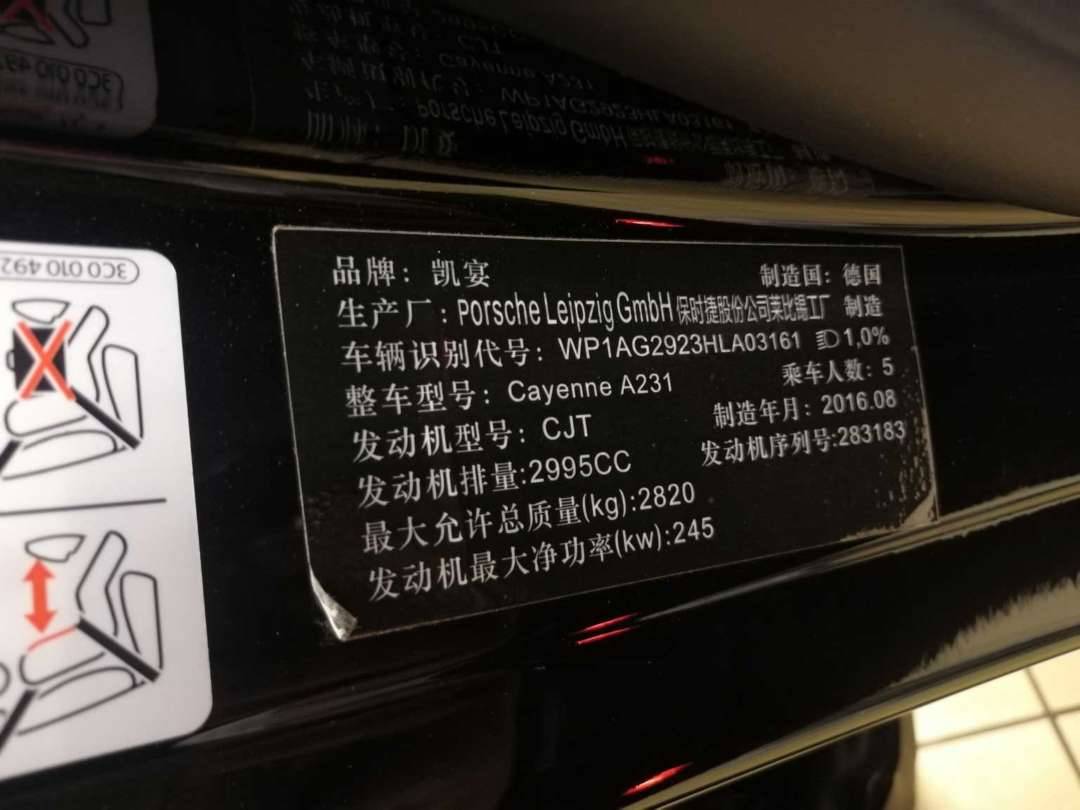 3C0 010 492
品牌：凯宴 制造国：德国
生产厂：Porsche Leipzig GmbH 保时捷股份公司莱比锡工厂 制造
车辆识别代号：WP1AG2923HLA03161 1,0%
整车型号：Cayenne A231 乘车人数：5
发动机型号：CJT 制造年月：2016.08
发动机排量:2995CC 发动机序列号:283183
最大允许总质量(kg):2820
发动机最大净功率(kw):245